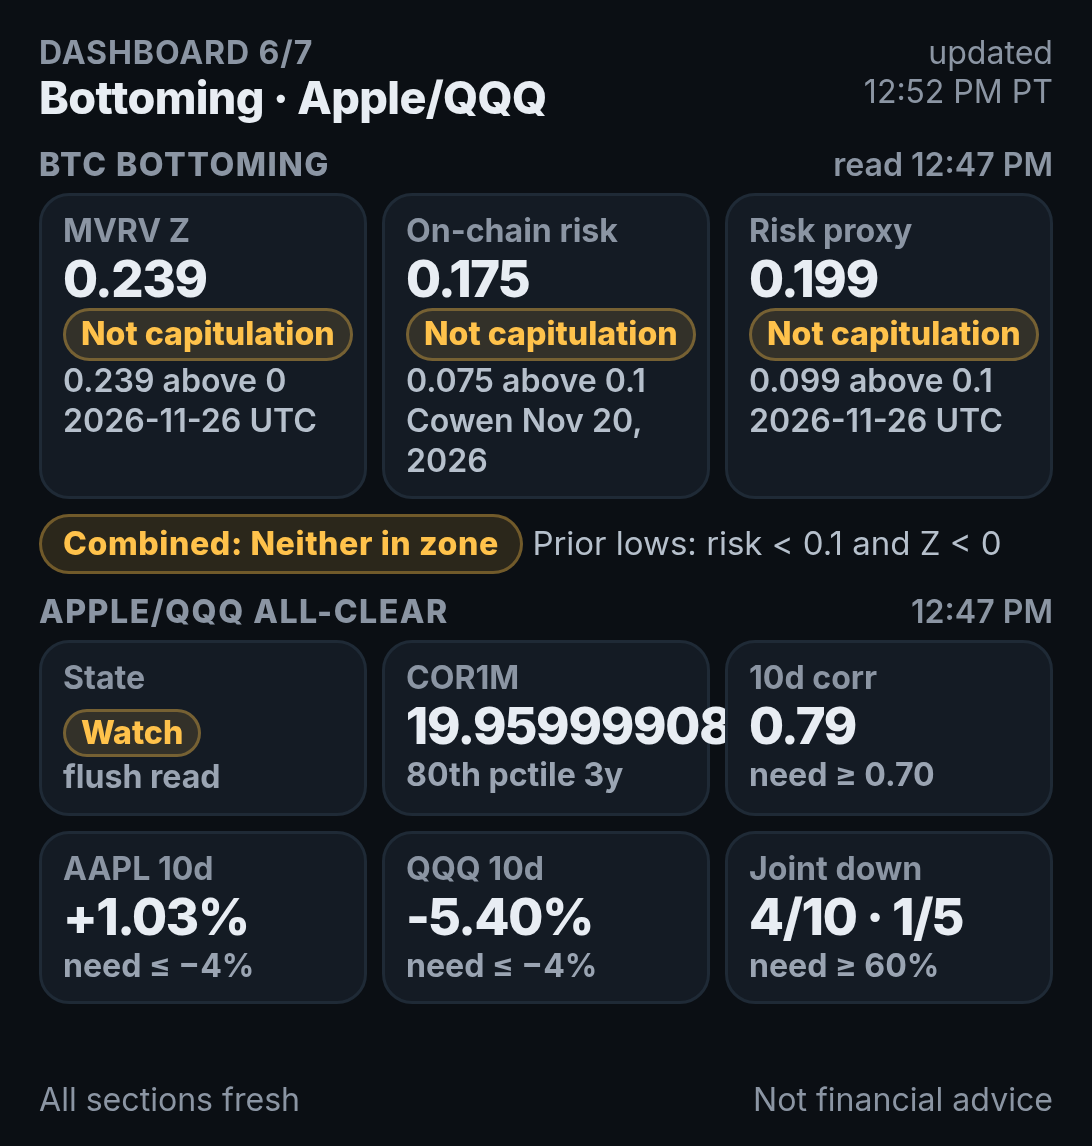 DASHBOARD 6/7
updated
Bottoming · Apple/QQQ
12:52 PM PT
BTC BOTTOMING
read 12:47 PM
MVRV Z
0.239
Not capitulation
0.239 above 0
2026-11-26 UTC
On-chain risk
0.175
Not capitulation
0.075 above 0.1
Cowen Nov 20,
2026
Risk proxy
0.199
Not capitulation
0.099 above 0.1
2026-11-26 UTC
Combined: Neither in zone
Prior lows: risk < 0.1 and Z < 0
APPLE/QQQ ALL-CLEAR
12:47 PM
State
Watch
flush read
COR1M
19.95999908
80th pctile 3y
10d corr
0.79
need ≥ 0.70
AAPL 10d
+1.03%
need ≤ −4%
QQQ 10d
-5.40%
need ≤ −4%
Joint down
4/10 · 1/5
need ≥ 60%
All sections fresh
Not financial advice